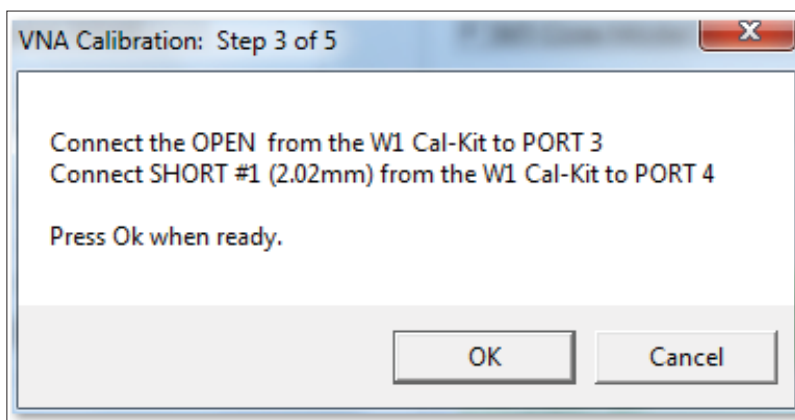 VNA Calibration: Step 3 of 5
Connect the OPEN from the W1 Cal-Kit to PORT 3
Connect SHORT #1 (2.02mm) from the W1 Cal-Kit to PORT 4
Press Ok when ready.
OK
Cancel